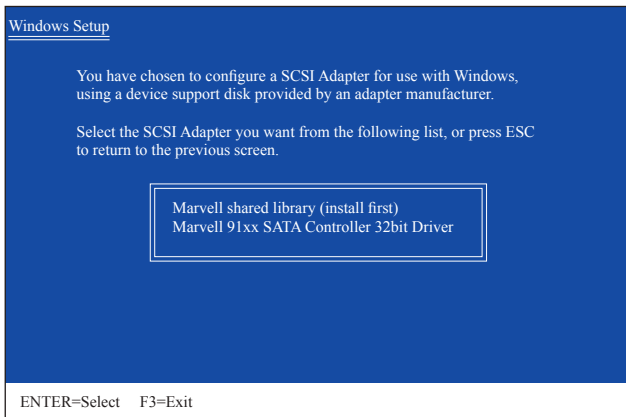 Windows Setup
You have chosen to configure a SCSI Adapter for use with Windows,
using a device support disk provided by an adapter manufacturer.
Select the SCSI Adapter you want from the following list, or press ESC
to return to the previous screen.
Marvell shared library (install first)
Marvell 91xx SATA Controller 32bit Driver
ENTER=Select F3=Exit